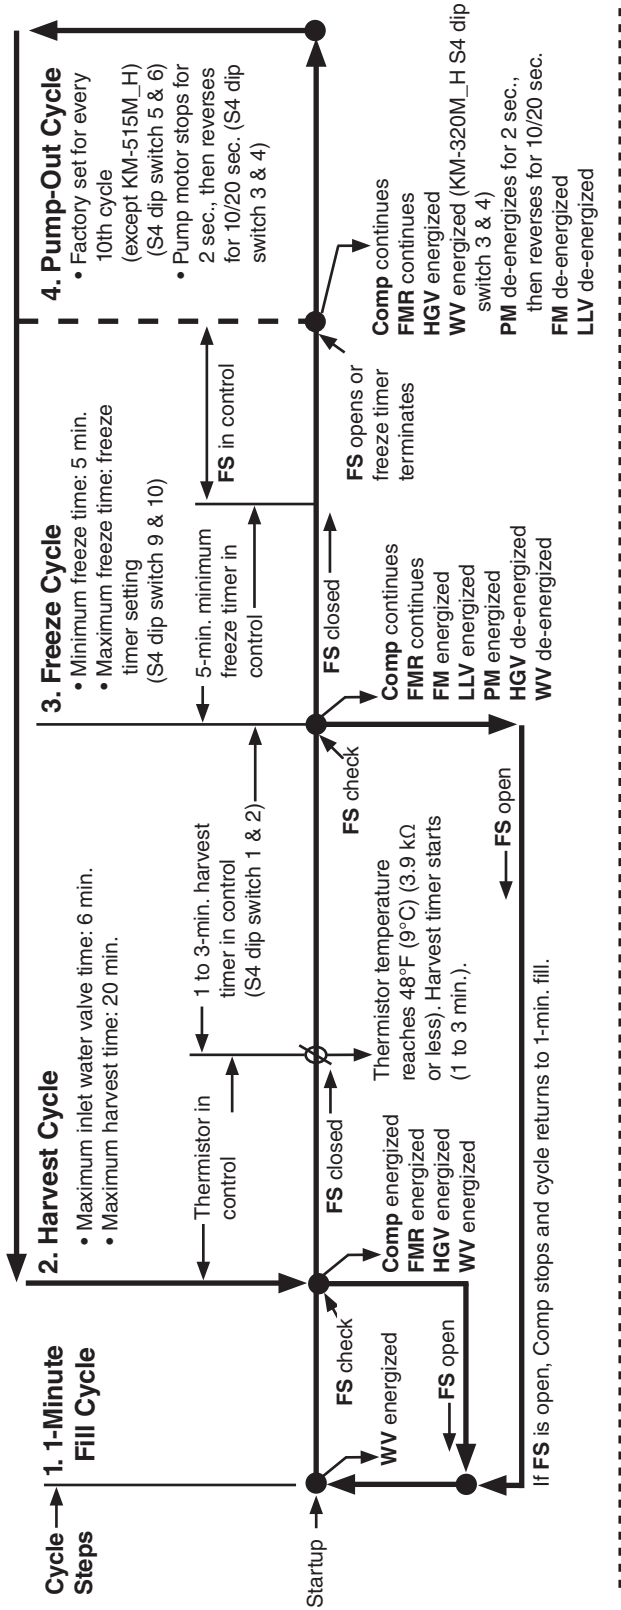 Cycle
Steps
1. 1-Minute
Fill Cycle
2. Harvest Cycle
• Maximum inlet water valve time: 6 min.
• Maximum harvest time: 20 min.
3. Freeze Cycle
• Minimum freeze time: 5 min.
• Maximum freeze time: freeze
timer setting
(S4 dip switch 9 & 10)
4. Pump-Out Cycle
• Factory set for every
10th cycle
(except KM-515M_H)
(S4 dip switch 5 & 6)
• Pump motor stops for
2 sec., then reverses
for 10/20 sec. (S4 dip
switch 3 & 4)
Thermistor in
control
1 to 3-min. harvest
timer in control
(S4 dip switch 1 & 2)
5-min. minimum
freeze timer in
control
FS in control
Startup
WV energized
FS check
FS closed
FS check
FS closed
FS opens or
freeze timer
terminates
FS open
Comp energized
FMR energized
HGV energized
WV energized
Thermistor temperature
reaches 48°F (9°C) (3.9 kΩ
or less). Harvest timer starts
(1 to 3 min.).
FS open
Comp continues
FMR continues
FM energized
LLV energized
PM energized
HGV de-energized
WV de-energized
Comp continues
FMR continues
HGV energized
WV energized (KM-320M_H S4 dip
switch 3 & 4)
PM de-energizes for 2 sec.,
then reverses for 10/20 sec.
FM de-energized
LLV de-energized
If FS is open, Comp stops and cycle returns to 1-min. fill.